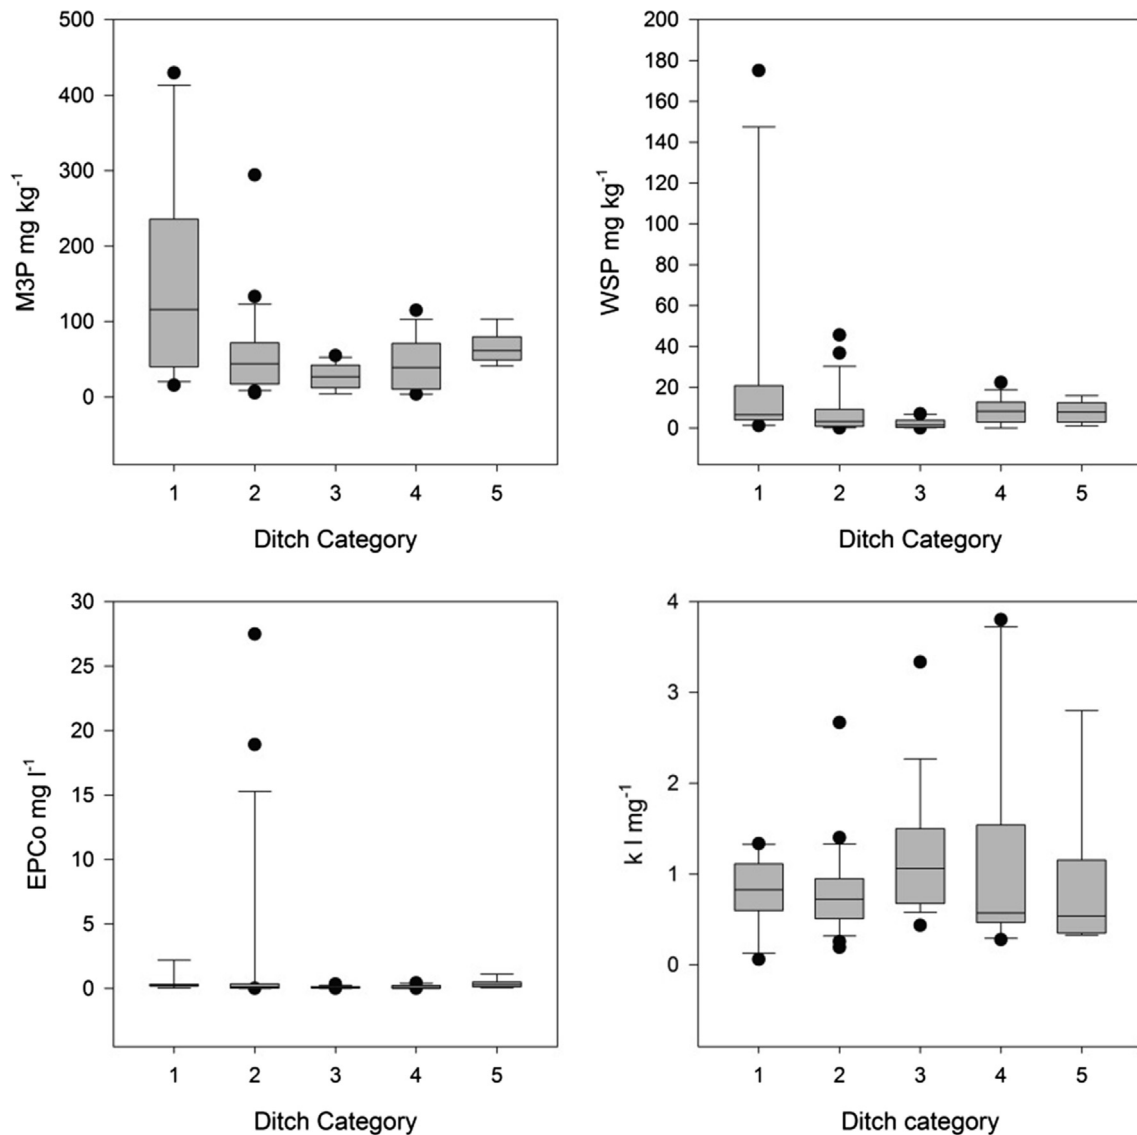 500
400
300
200
100
0
M3P mg kg⁻¹
1 2 3 4 5
Ditch Category
200
180
160
140
120
100
80
60
40
20
0
WSP mg kg⁻¹
1 2 3 4 5
Ditch Category
30
25
20
15
10
5
0
EPCo mg l⁻¹
1 2 3 4 5
Ditch Category
4
3
2
1
0
k l mg⁻¹
1 2 3 4 5
Ditch category